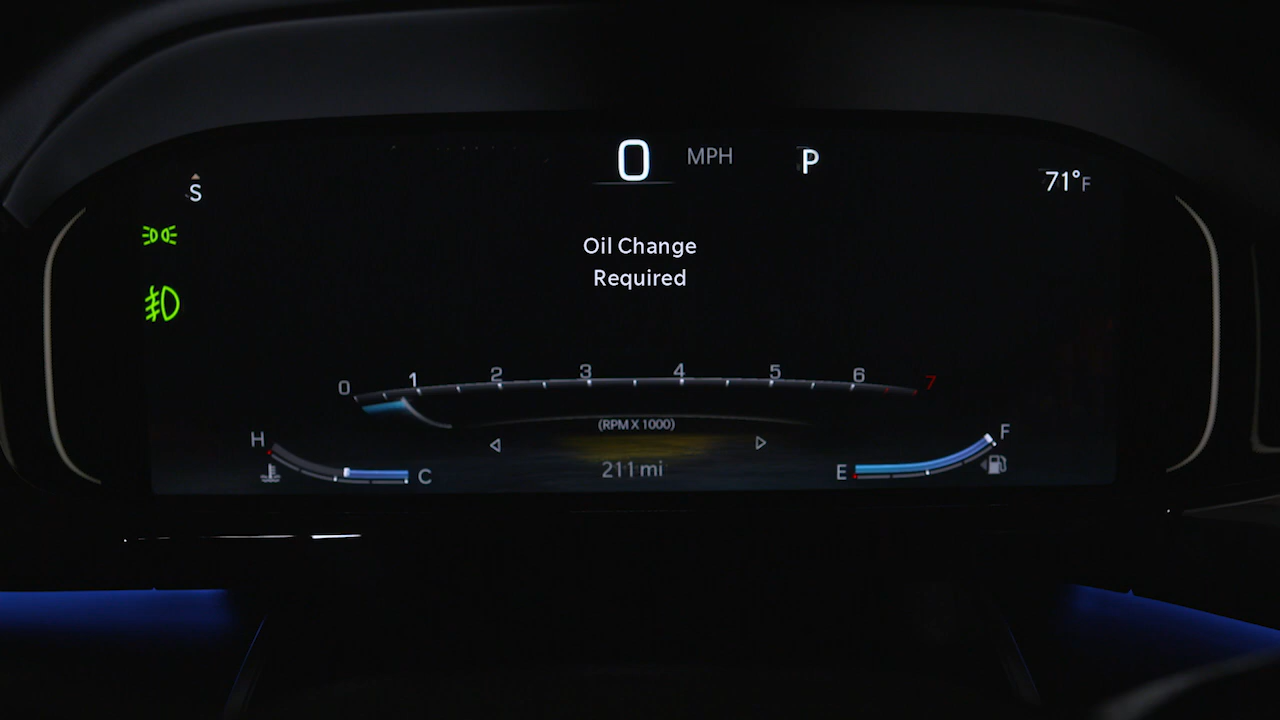 0 MPH P
S
71°F
Oil Change
Required
0 1 2 3 4 5 6 7
(RPM X 1000)
H
C
211 mi
E
F